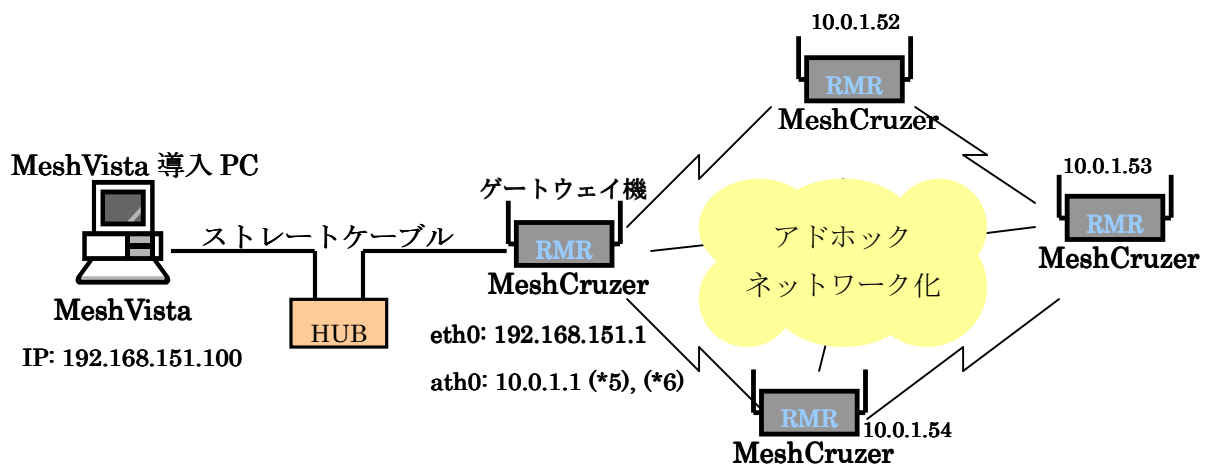 MeshVista 導入 PC
MeshVista
IP: 192.168.151.100
ストレートケーブル
HUB
ゲートウェイ機
RMR
MeshCruzer
eth0: 192.168.151.1
ath0: 10.0.1.1 (*5), (*6)
10.0.1.52
RMR
MeshCruzer
アドホック
ネットワーク化
10.0.1.53
RMR
MeshCruzer
RMR
10.0.1.54
MeshCruzer